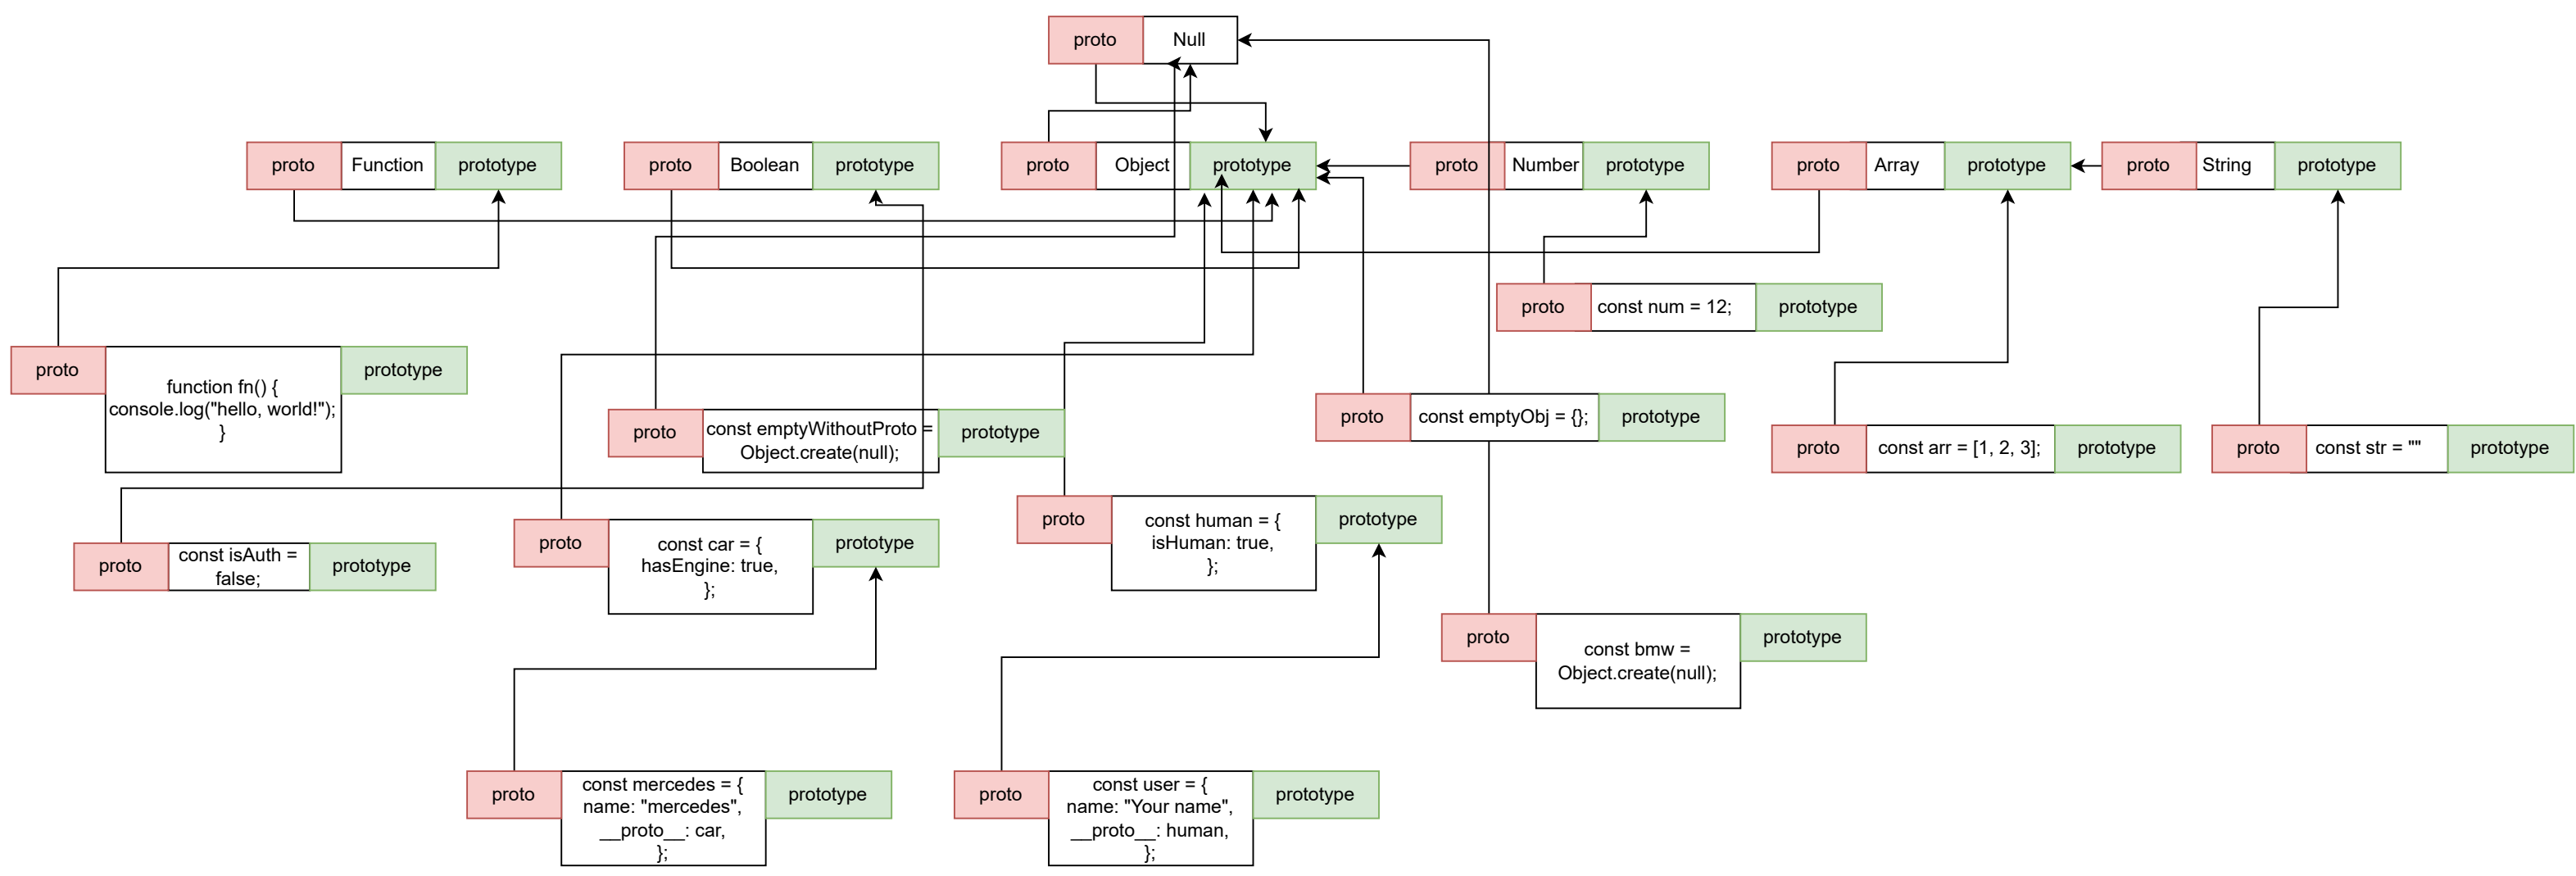 proto
Null
proto
Function
prototype
proto
Boolean
prototype
proto
Object
prototype
proto
Number
prototype
proto
Array
prototype
proto
String
prototype
proto
const num = 12;
prototype
proto
function fn() {
console.log("hello, world!");
}
prototype
proto
const emptyWithoutProto =
Object.create(null);
prototype
proto
const emptyObj = {};
prototype
proto
const arr = [1, 2, 3];
prototype
proto
const str = ""
prototype
proto
const isAuth =
false;
prototype
proto
const car = {
hasEngine: true,
};
prototype
proto
const human = {
isHuman: true,
};
prototype
proto
const bmw =
Object.create(null);
prototype
proto
const mercedes = {
name: "mercedes",
__proto__: car,
};
prototype
proto
const user = {
name: "Your name",
__proto__: human,
};
prototype